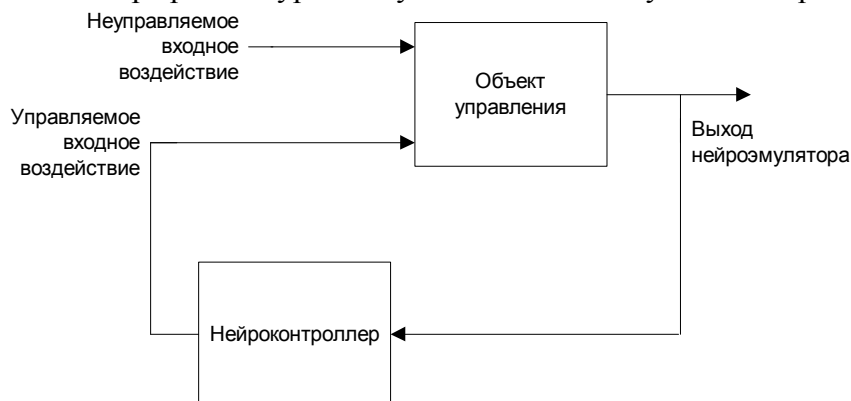 Неуправляемое
входное
воздействие
Объект
управления
Управляемое
входное
воздействие
Выход
нейроэмулятора
Нейроконтроллер